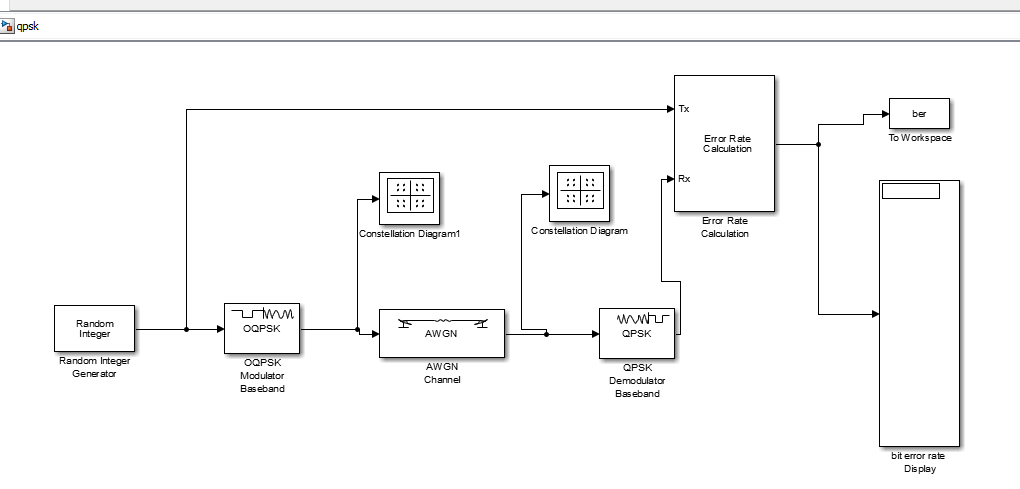 qpsk
Tx
Error Rate
Calculation
Rx
Error Rate
Calculation
ber
To Workspace
Constellation Diagram1
Constellation Diagram
Random
Integer
Random Integer
Generator
OQPSK
OQPSK
Modulator
Baseband
AWGN
AWGN
Channel
QPSK
QPSK
Demodulator
Baseband
bit error rate
Display